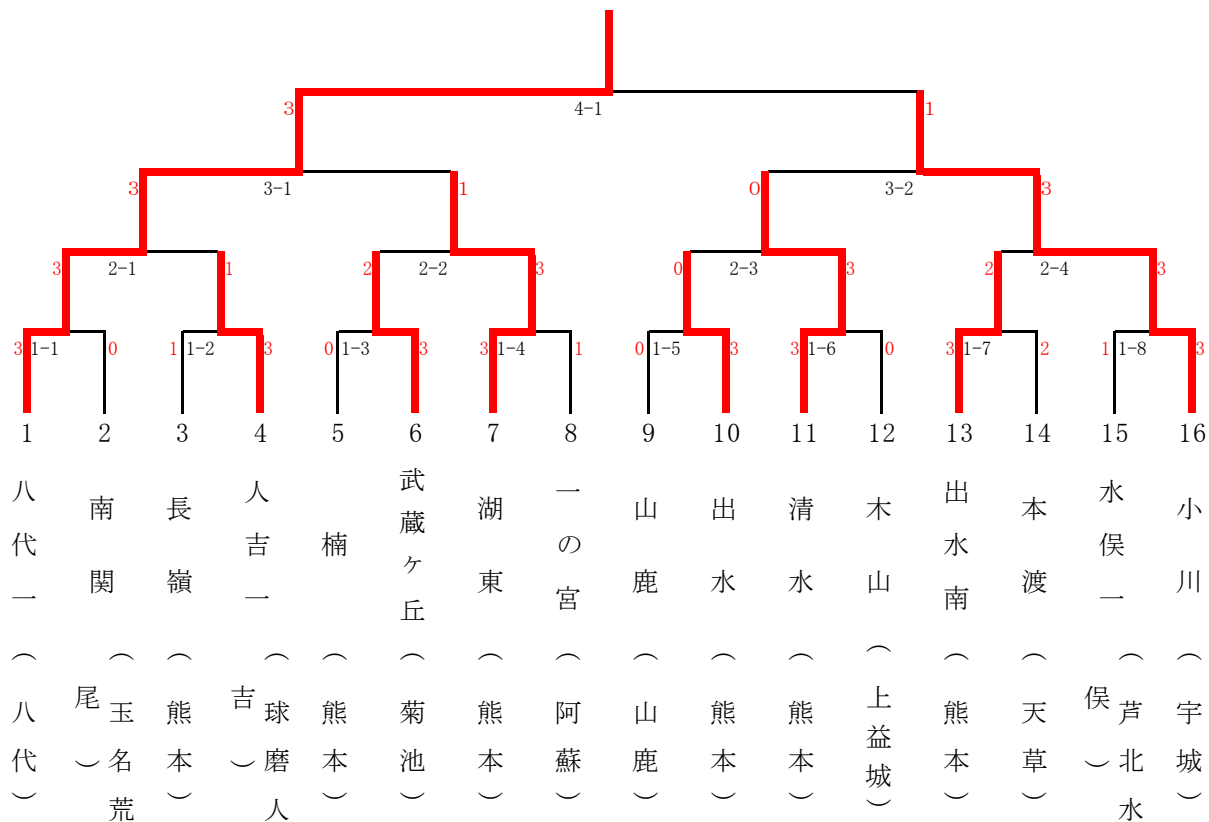 3 4-1 1
3 3-1 1 0 3-2 3
3 2-1 1 2 2-2 3 0 2-3 3 2 2-4 3
3 1-1 0 1 1-2 3 0 1-3 3 3 1-4 1 0 1-5 3 3 1-6 0 3 1-7 2 1 1-8 3
1 2 3 4 5 6 7 8 9 10 11 12 13 14 15 16
八代一（八代）
南関（玉名荒尾）
長嶺（熊本）
人吉一（球磨人吉）
楠（熊本）
武蔵ヶ丘（菊池）
湖東（熊本）
一の宮（阿蘇）
山鹿（山鹿）
出水（熊本）
清水（熊本）
木山（上益城）
出水南（熊本）
本渡（天草）
水俣一（芦北水俣）
小川（宇城）